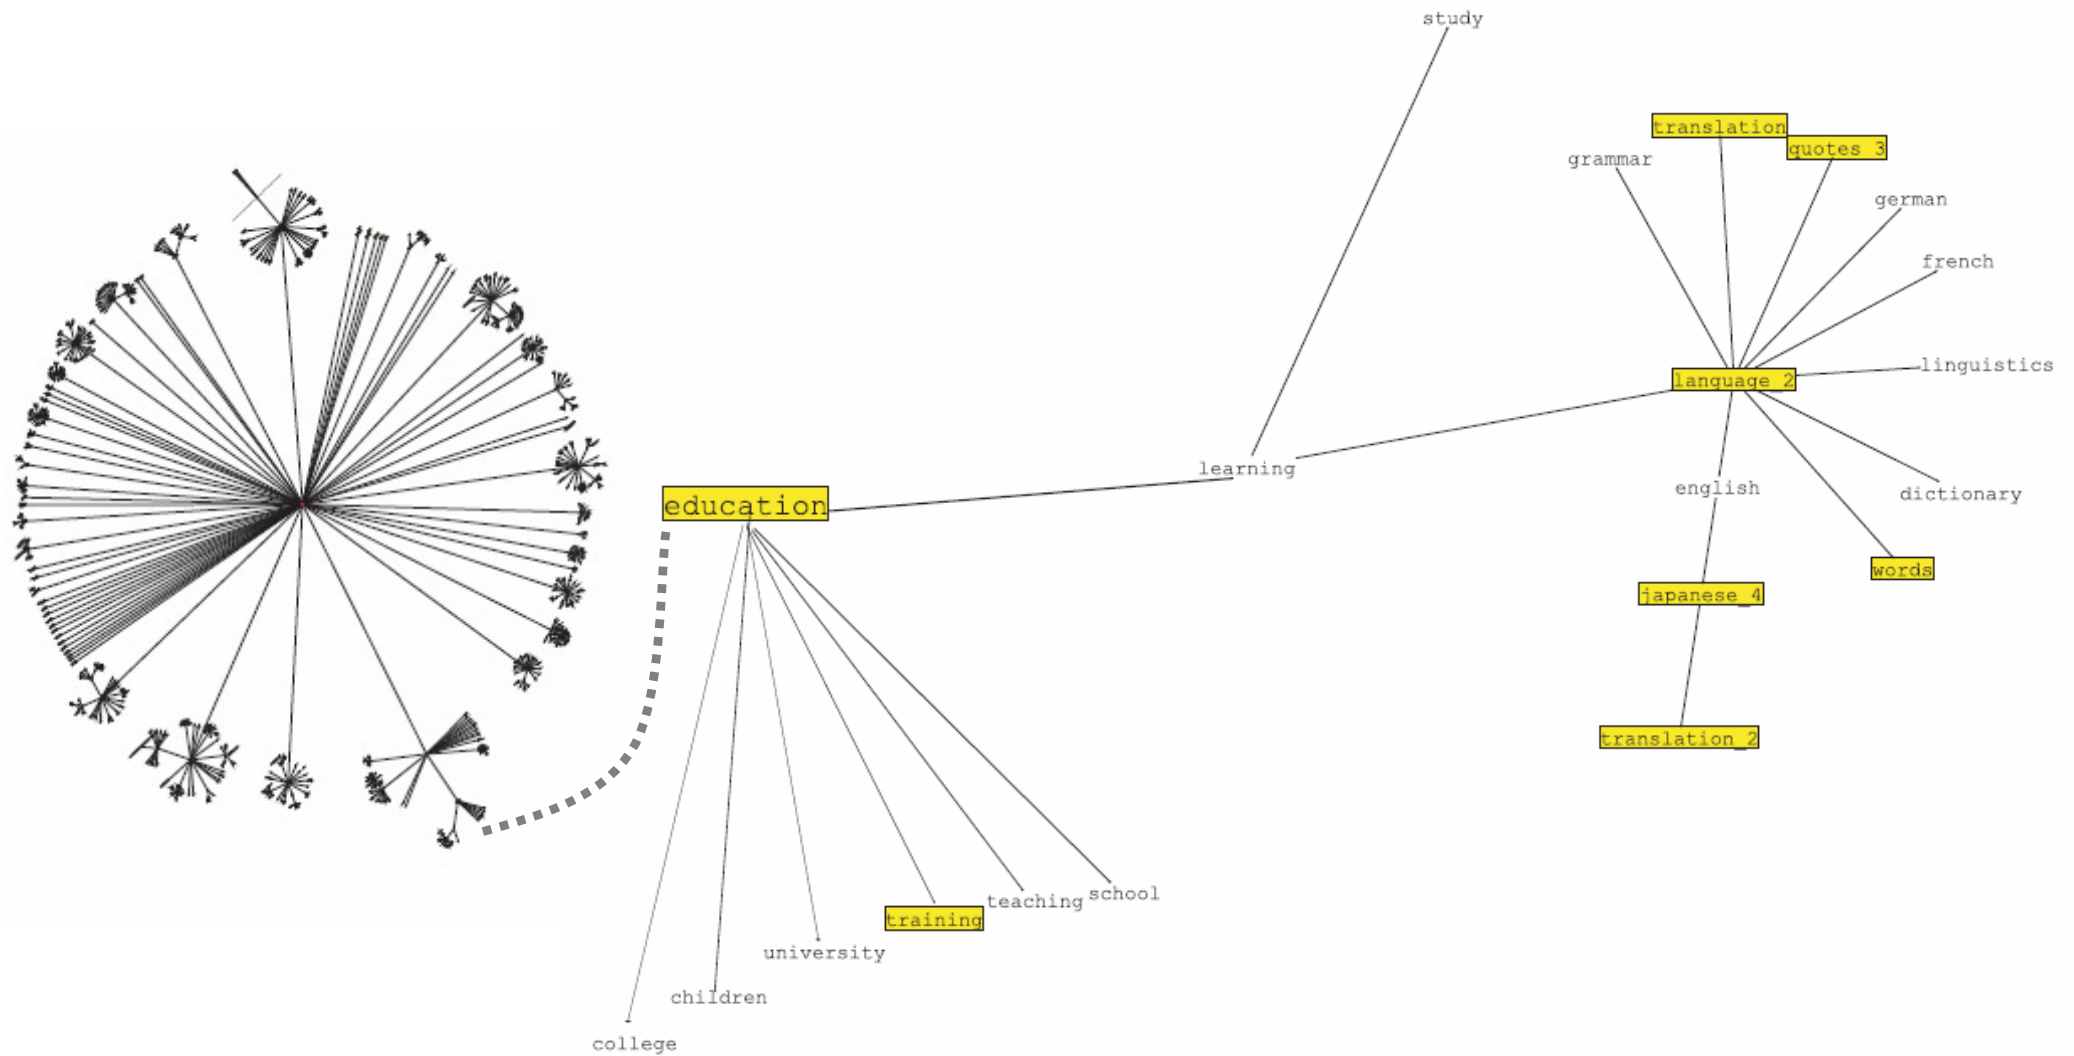 study
translation
quotes_3
grammar
german
french
linguistics
language_2
learning
english
dictionary
education
words
japanese_4
translation_2
school
teaching
training
university
children
college